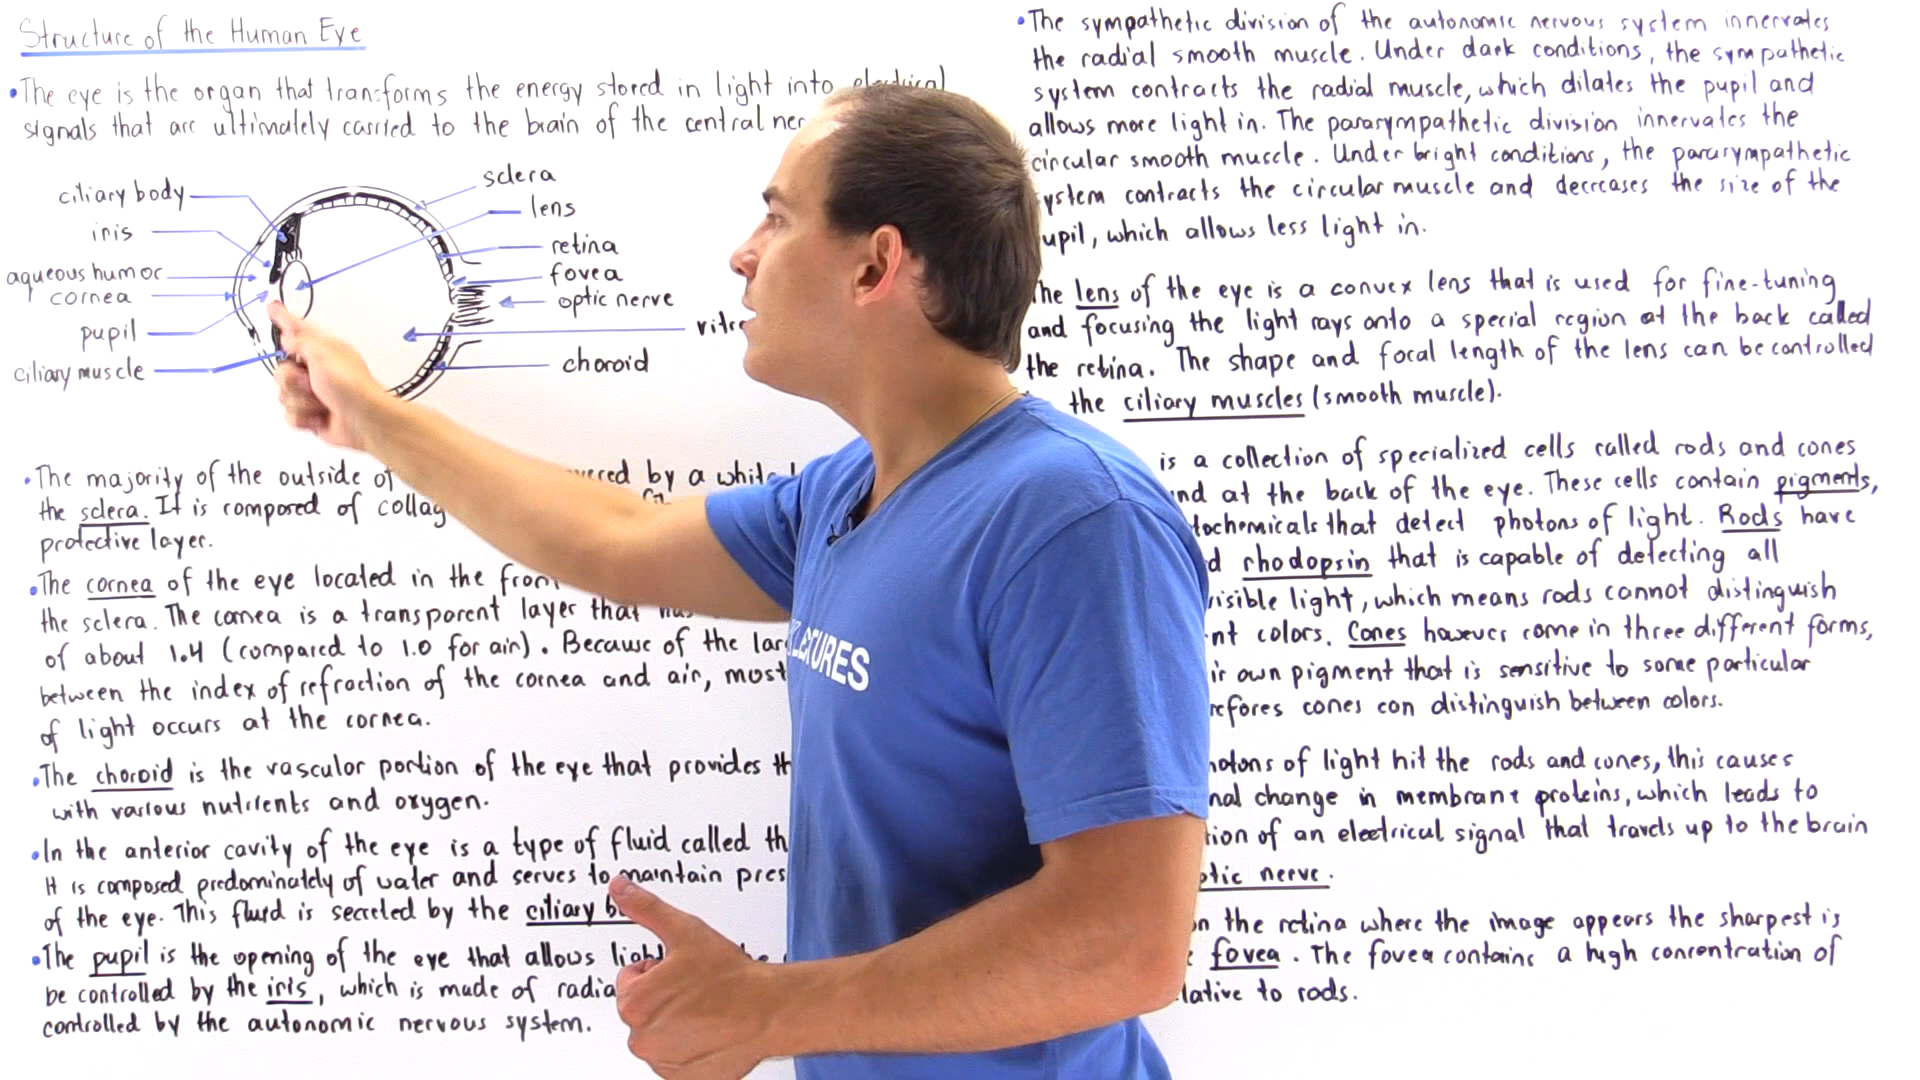 Structure of the Human Eye
•The eye is the organ that transforms the energy stored in light into electrical
signals that are ultimately carried to the brain of the central
ciliary body
iris
aqueous humor
cornea
pupil
ciliary muscle
sclera
lens
retina
fovea
optic nerve
choroid
•The majority of the outside of by a
the sclera. It is composed of
protective layer.
•The cornea of the eye located in the front
the sclera. The cornea is a transparent layer that has
of about 1.4 (compared to 1.0 for air). Because of the
between the index of refraction of the cornea and air, most
of light occurs at the cornea.
•The choroid is the vascular portion of the eye that provides
with various nutrients and oxygen.
•In the anterior cavity of the eye is a type of fluid called
It is composed predominately of water and serves to maintain
of the eye. This fluid is secreted by the ciliary
•The pupil is the opening of the eye that allows
be controlled by the iris, which is made of
controlled by the autonomic nervous system.
LECTURES
•The sympathetic division of the autonomic nervous system innervates
the radial smooth muscle. Under dark conditions, the sympathetic
system contracts the radial muscle, which dilates the pupil and
allows more light in. The parasympathetic division innervates the
circular smooth muscle. Under bright conditions, the parasympathetic
system contracts the circular muscle and decreases the size of the
pupil, which allows less light in.
The lens of the eye is a convex lens that is used for fine-tuning
and focusing the light rays onto a special region at the back called
the retina. The shape and focal length of the lens can be controlled
the ciliary muscles (smooth muscle).
is a collection of specialized cells called rods and cones
at the back of the eye. These cells contain pigments,
that detect photons of light. Rods have
rhodopsin that is capable of detecting all
visible light, which means rods cannot distinguish
colors. Cones however come in three different forms,
own pigment that is sensitive to some particular
cones can distinguish between colors.
of light hit the rods and cones, this causes
change in membrane proteins, which leads to
of an electrical signal that travels up to the brain
nerve.
the retina where the image appears the sharpest is
fovea. The fovea contains a high concentration of
to rods.